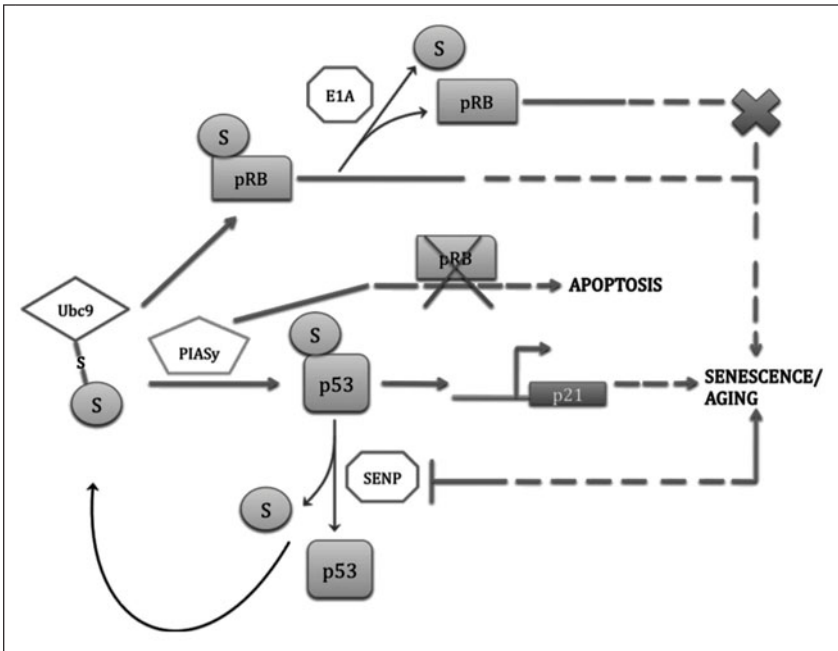 S
E1A
pRB
S
pRB
pRB
APOPTOSIS
Ubc9
S
S
PIASy
S
p53
p21
SENESCENCE/
AGING
SENP
S
p53